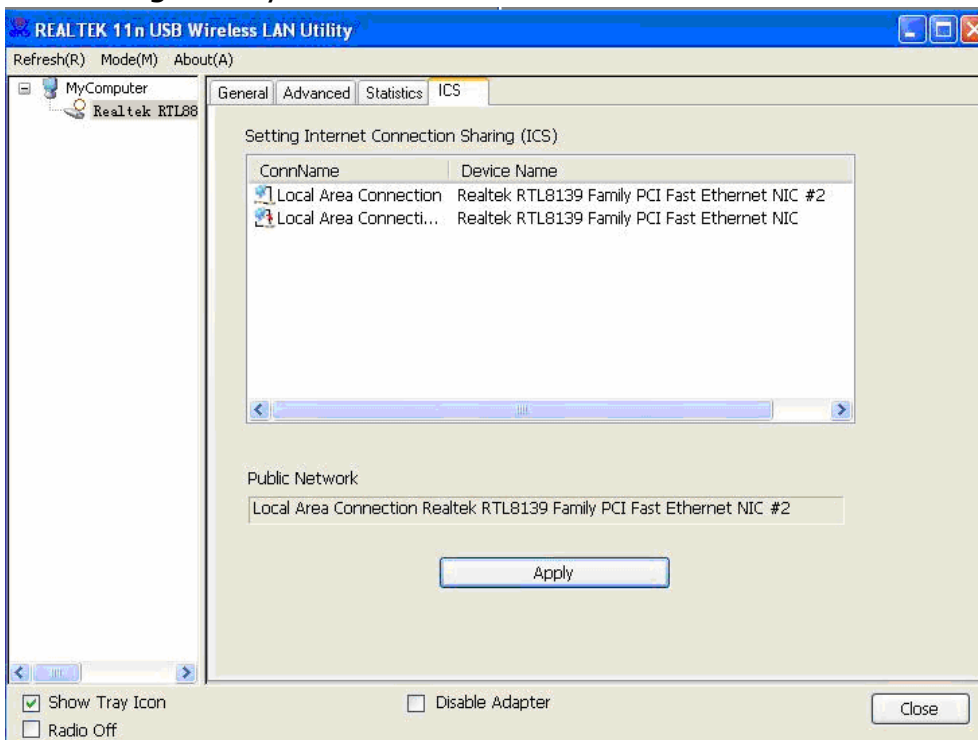 REALTEK 11n USB Wireless LAN Utility
Refresh(R) Mode(M) About(A)
MyComputer
Realtek RTL88
General Advanced Statistics ICS
Setting Internet Connection Sharing (ICS)
ConnName Device Name
Local Area Connection Realtek RTL8139 Family PCI Fast Ethernet NIC #2
Local Area Connecti... Realtek RTL8139 Family PCI Fast Ethernet NIC
Public Network
Local Area Connection Realtek RTL8139 Family PCI Fast Ethernet NIC #2
Apply
Show Tray Icon
Disable Adapter
Close
Radio Off